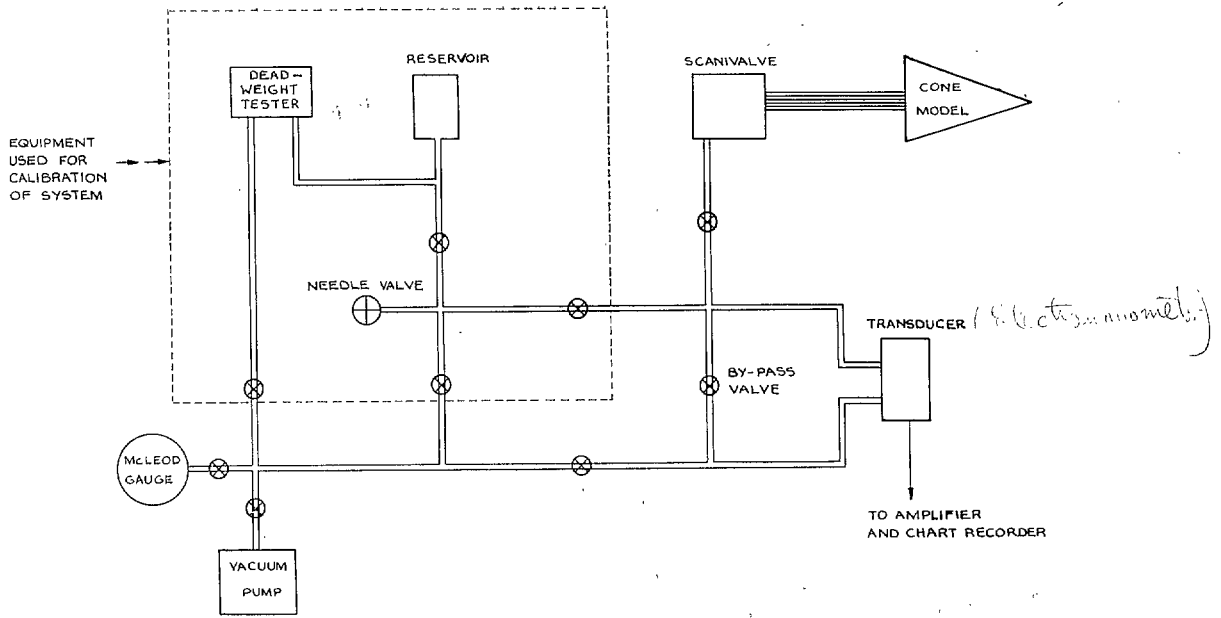 DEAD-
WEIGHT
TESTER
RESERVOIR
SCANIVALVE
CONE
MODEL
EQUIPMENT
USED FOR
CALIBRATION
OF SYSTEM
NEEDLE VALVE
TRANSDUCER
BY-PASS
VALVE
McLEOD
GAUGE
TO AMPLIFIER
AND CHART RECORDER
VACUUM
PUMP